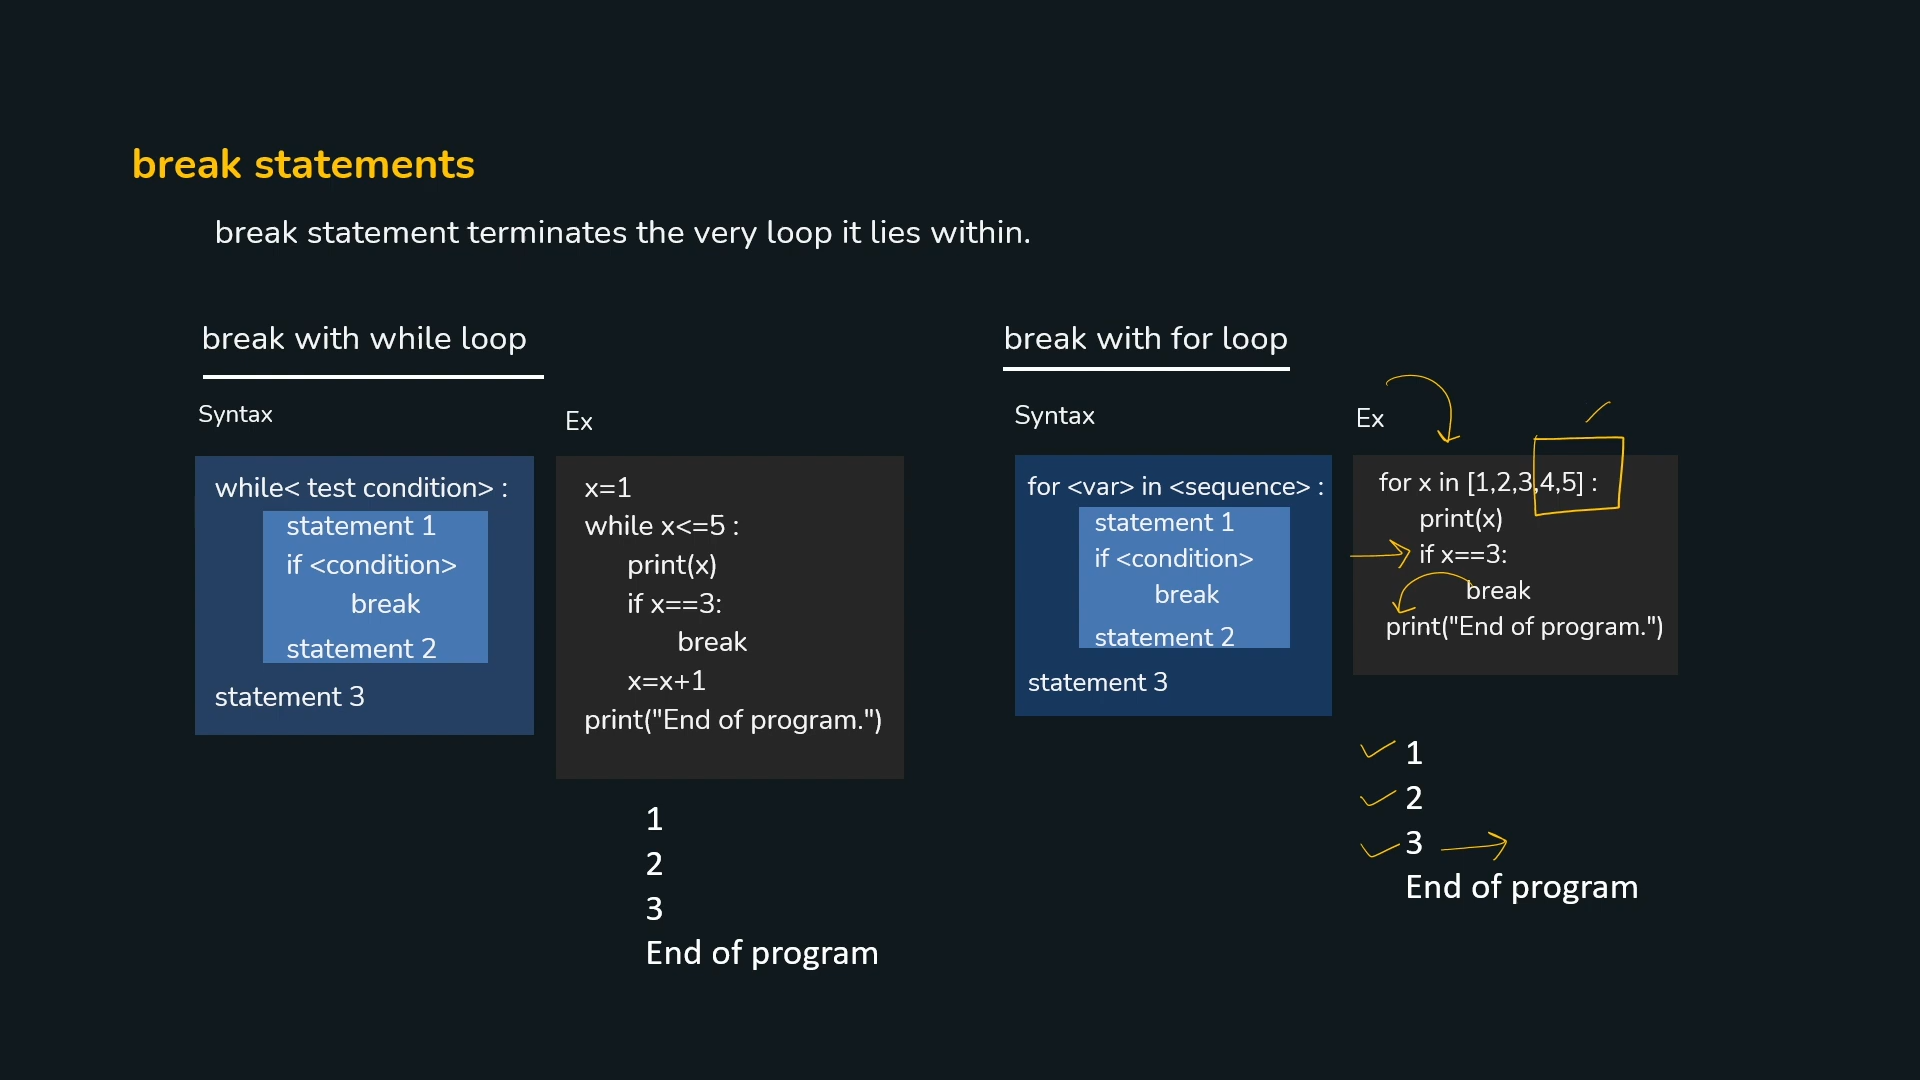 break statements
break statement terminates the very loop it lies within.
break with while loop
Syntax
while< test condition> :
statement 1
if <condition>
break
statement 2
statement 3
Ex
x=1
while x<=5 :
print(x)
if x==3:
break
x=x+1
print("End of program.")
1
2
3
End of program
break with for loop
Syntax
for <var> in <sequence> :
statement 1
if <condition>
break
statement 2
statement 3
Ex
for x in [1,2,3,4,5] :
print(x)
if x==3:
break
print("End of program.")
1
2
3
End of program